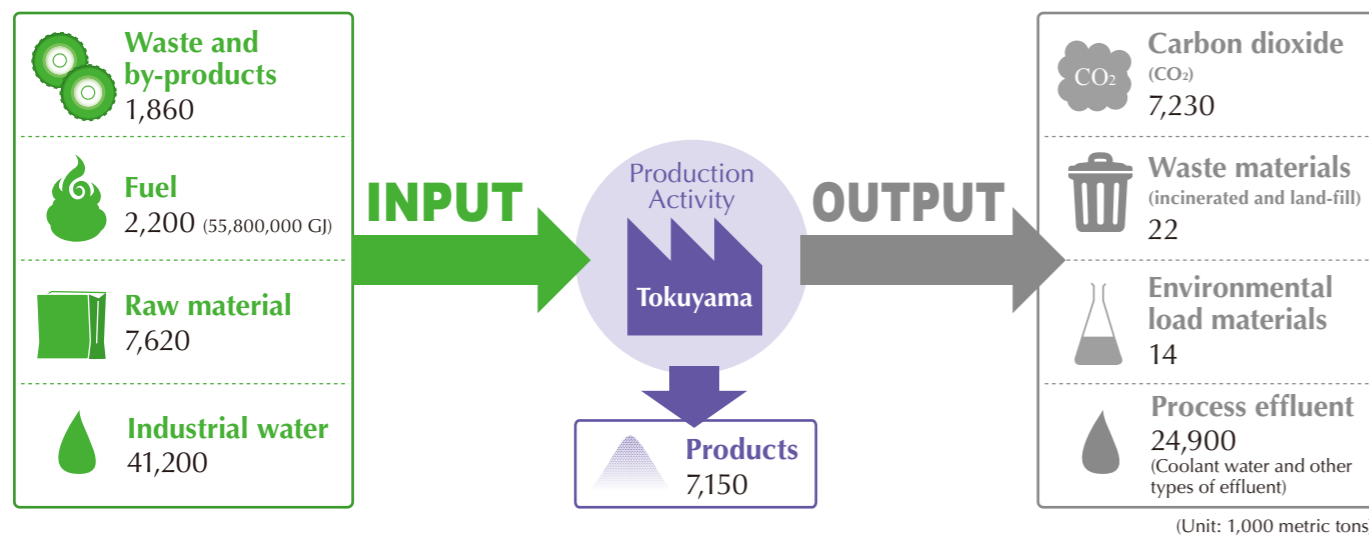 Waste and
by-products
1,860
Fuel
2,200 (55,800,000 GJ)
Raw material
7,620
Industrial water
41,200
INPUT
Production
Activity
Tokuyama
Products
7,150
OUTPUT
Carbon dioxide
(CO₂)
CO₂
7,230
Waste materials
(incinerated and land-fill)
22
Environmental
load materials
14
Process effluent
24,900
(Coolant water and other
types of effluent)
(Unit: 1,000 metric tons